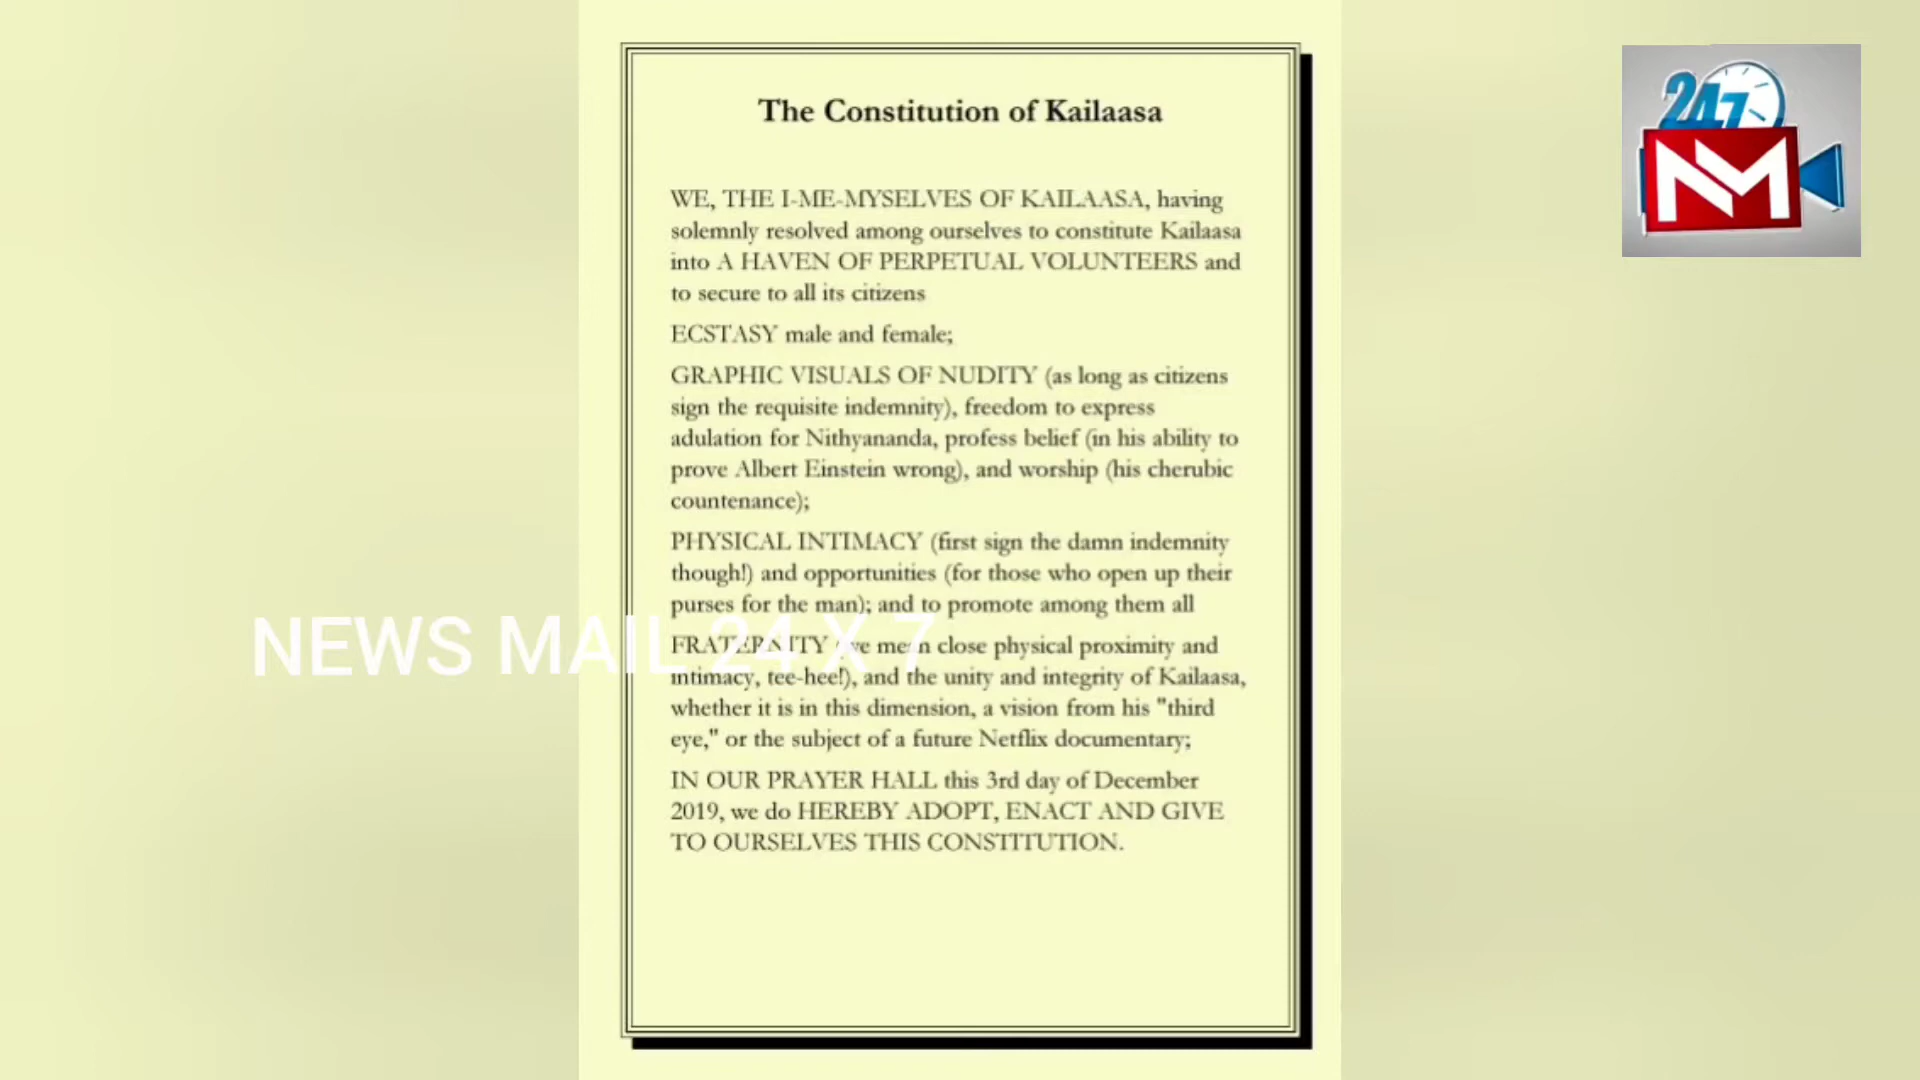 The Constitution of Kailaasa
WE, THE I-ME-MYSELVES OF KAILAASA, having
solemnly resolved among ourselves to constitute Kailaasa
into A HAVEN OF PERPETUAL VOLUNTEERS and
to secure to all its citizens
ECSTASY male and female;
GRAPHIC VISUALS OF NUDITY (as long as citizens
sign the requisite indemnity), freedom to express
adulation for Nithyananda, profess belief (in his ability to
prove Albert Einstein wrong), and worship (his cherubic
countenance);
PHYSICAL INTIMACY (first sign the damn indemnity
though!) and opportunities (for those who open up their
purses for the man); and to promote among them all
FRATERNITY (we mean close physical proximity and
intimacy, tee-hee!), and the unity and integrity of Kailaasa,
whether it is in this dimension, a vision from his "third
eye," or the subject of a future Netflix documentary;
IN OUR PRAYER HALL this 3rd day of December
2019, we do HEREBY ADOPT, ENACT AND GIVE
TO OURSELVES THIS CONSTITUTION.
NEWS MAIL 24 X 7
247
NM